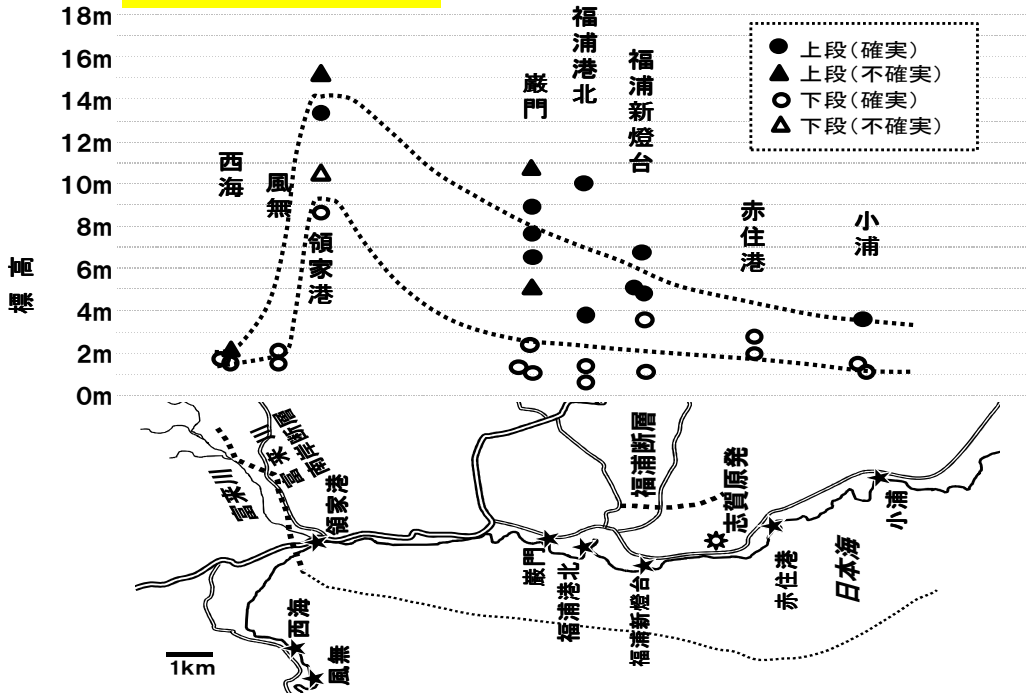 18m
16m
14m
12m
10m
8m
6m
4m
2m
0m
標高
西海
風無
領家港
巌門
福浦港北
福浦新燈台
赤住港
小浦
上段(確実)
上段(不確実)
下段(確実)
下段(不確実)
富来川
富来川
南岸断層
領家港
西海
風無
巌門
福浦港北
福浦新燈台
福浦断層
志賀原発
赤住港
小浦
日本海
1km